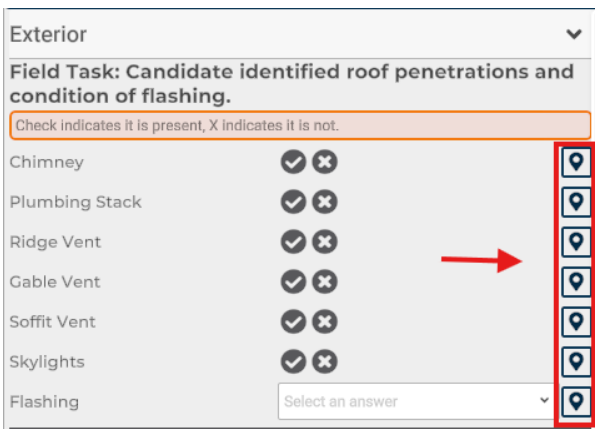 Exterior
Field Task: Candidate identified roof penetrations and
condition of flashing.
Check indicates it is present, X indicates it is not.
Chimney
Plumbing Stack
Ridge Vent
Gable Vent
Soffit Vent
Skylights
Flashing Select an answer